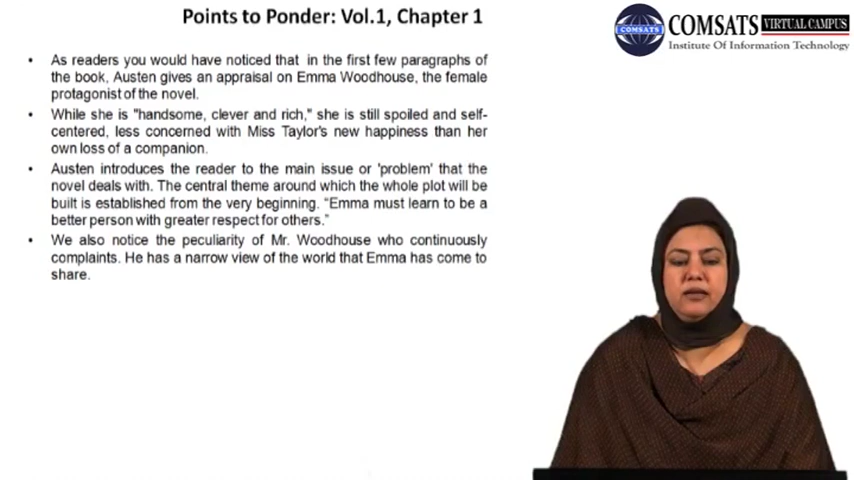 Points to Ponder: Vol.1, Chapter 1
COMSATS VIRTUAL CAMPUS
COMSATS
Institute Of Information Technology
• As readers you would have noticed that in the first few paragraphs of
the book, Austen gives an appraisal on Emma Woodhouse, the female
protagonist of the novel.
• While she is "handsome, clever and rich," she is still spoiled and self-
centered, less concerned with Miss Taylor's new happiness than her
own loss of a companion.
• Austen introduces the reader to the main issue or 'problem' that the
novel deals with. The central theme around which the whole plot will be
built is established from the very beginning. "Emma must learn to be a
better person with greater respect for others."
• We also notice the peculiarity of Mr. Woodhouse who continuously
complaints. He has a narrow view of the world that Emma has come to
share.